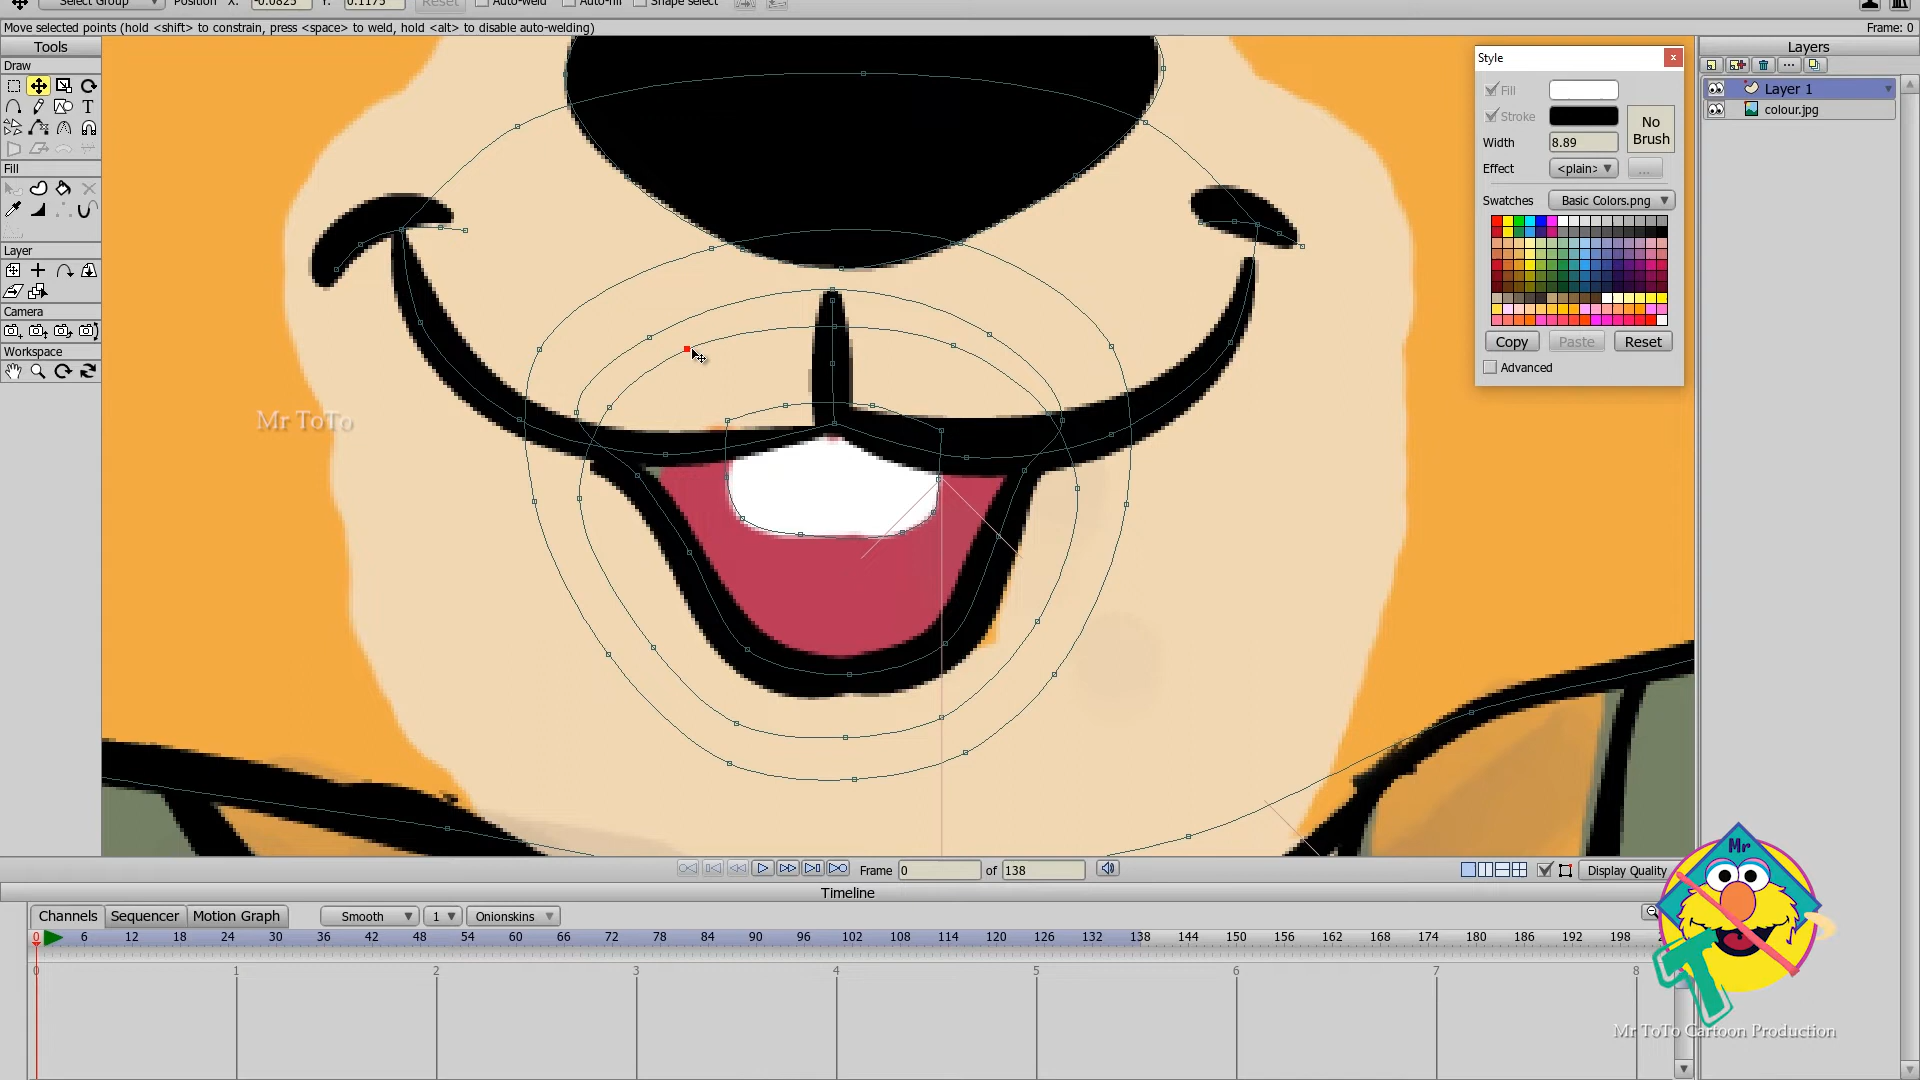 Select Group Position X: -0.0825 Y: 0.1175 Reset Auto-weld Auto-fill Shape select
Move selected points (hold <shift> to constrain, press <space> to weld, hold <alt> to disable auto-welding)
Frame: 0
Tools
Draw
T
Fill
Layer
Camera
Workspace
Style
Fill
Stroke
No
Brush
Width 8.89
Effect <plain>
...
Swatches Basic Colors.png
Copy Paste Reset
Advanced
Layers
Layer 1
colour.jpg
Mr ToTo
Frame 0 of 138
Display Quality
Timeline
Channels Sequencer Motion Graph Smooth 1 Onionskins
0 6 12 18 24 30 36 42 48 54 60 66 72 78 84 90 96 102 108 114 120 126 132 138 144 150 156 162 168 174 180 186 192 198
0 1 2 3 4 5 6 7 8
Mr
T
Mr ToTo Cartoon Production